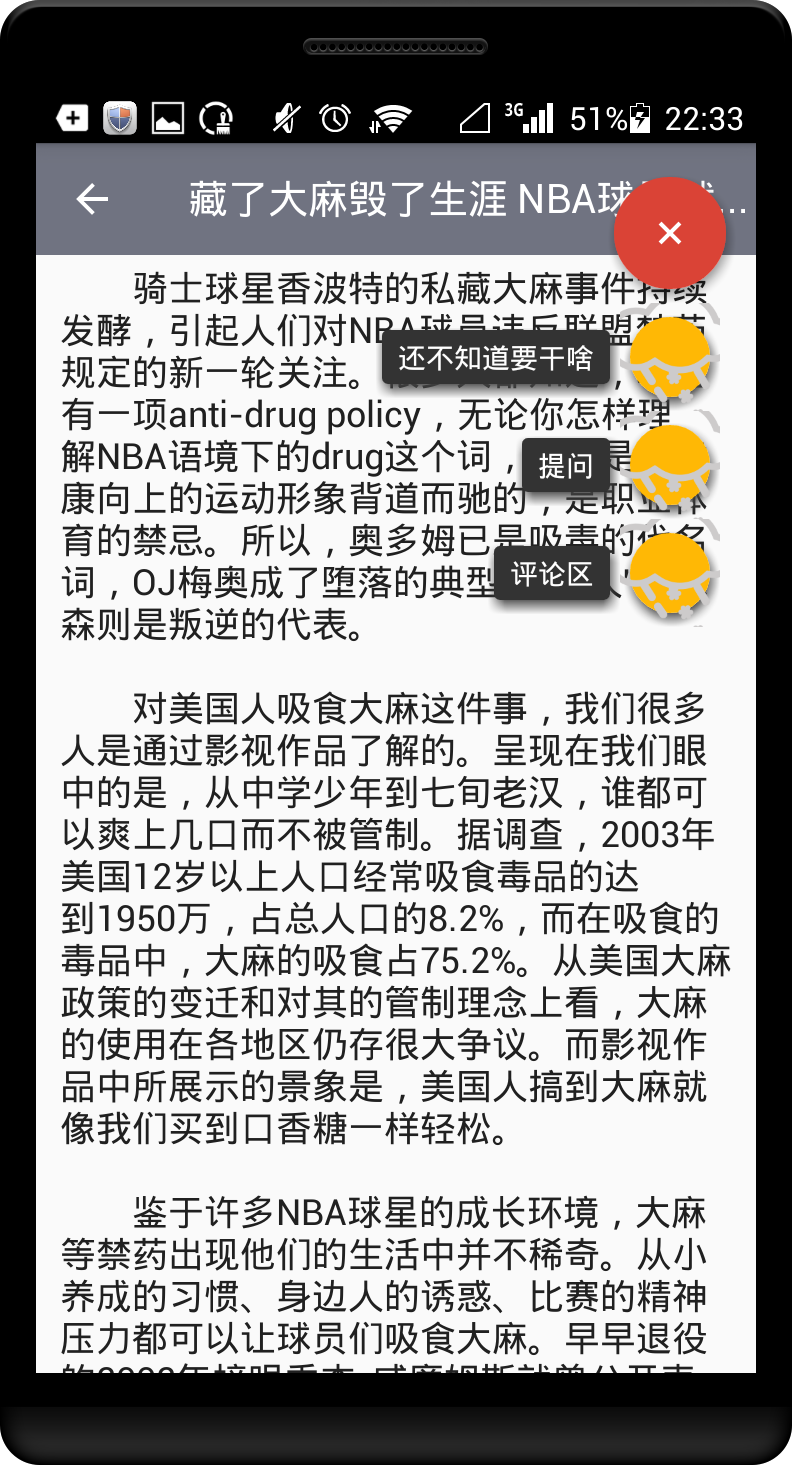 3G 51% 22:33
藏了大麻毁了生涯 NBA球...
骑士球星香波特的私藏大麻事件持续
发酵，引起人们对NBA球员违反联盟禁药
还不知道要干啥
规定的新一轮关注。
有一项anti-drug policy，无论你怎样理
解NBA语境下的drug这个词，
提问
康向上的运动形象背道而驰的，是职业体
育的禁忌。所以，奥多姆已是吸毒的代名
词，OJ梅奥成了堕落的典型
评论区
森则是叛逆的代表。
对美国人吸食大麻这件事，我们很多
人是通过影视作品了解的。呈现在我们眼
中的是，从中学少年到七旬老汉，谁都可
以爽上几口而不被管制。据调查，2003年
美国12岁以上人口经常吸食毒品的达
到1950万，占总人口的8.2%，而在吸食的
毒品中，大麻的吸食占75.2%。从美国大麻
政策的变迁和对其的管制理念上看，大麻
的使用在各地区仍存很大争议。而影视作
品中所展示的景象是，美国人搞到大麻就
像我们买到口香糖一样轻松。
鉴于许多NBA球星的成长环境，大麻
等禁药出现他们的生活中并不稀奇。从小
养成的习惯、身边人的诱惑、比赛的精神
压力都可以让球员们吸食大麻。早早退役